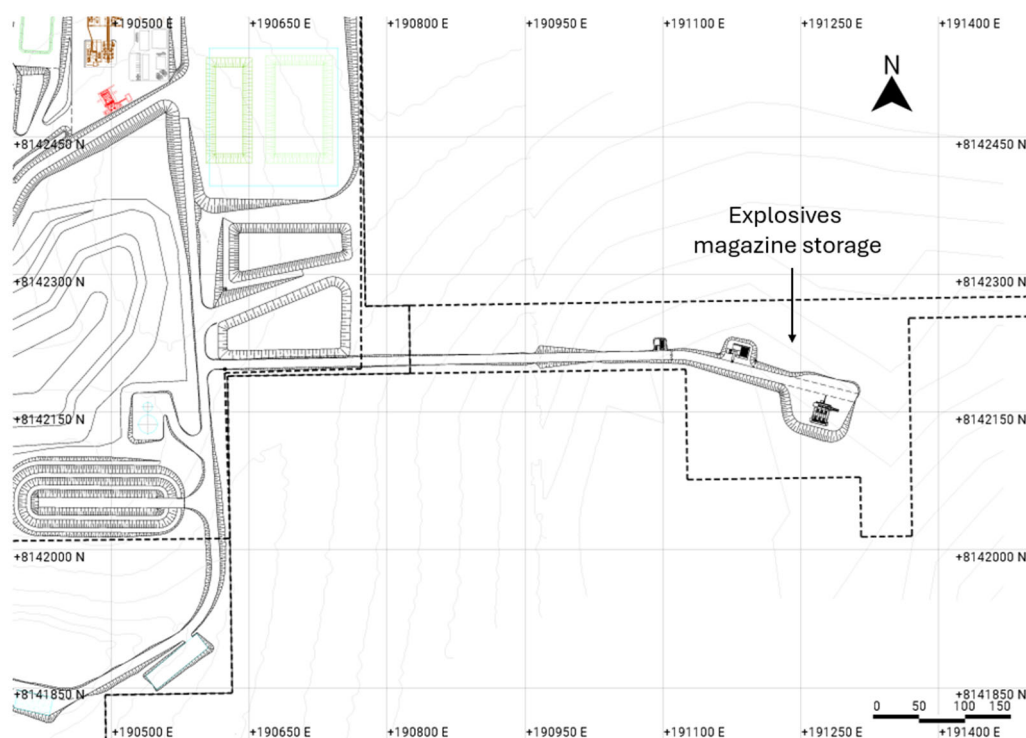 +190500 E +190650 E +190800 E +190950 E +191100 E +191250 E +191400 E
N
+8142450 N +8142450 N
Explosives
magazine storage
+8142300 N +8142300 N
+8142150 N +8142150 N
+8142000 N +8142000 N
+8141850 N +8141850 N
0 50 100 150
+190500 E +190650 E +190800 E +190950 E +191100 E +191250 E +191400 E